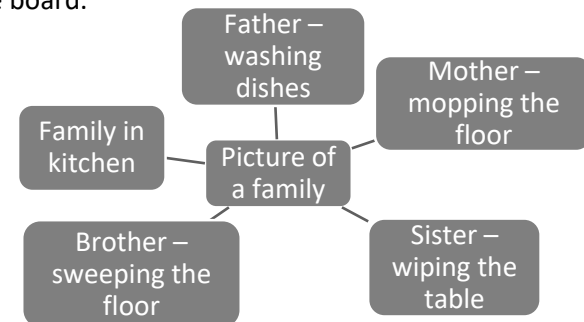 e board.
Father –
washing
dishes
Mother –
mopping the
floor
Family in
kitchen
Picture of
a family
Brother –
sweeping the
floor
Sister –
wiping the
table